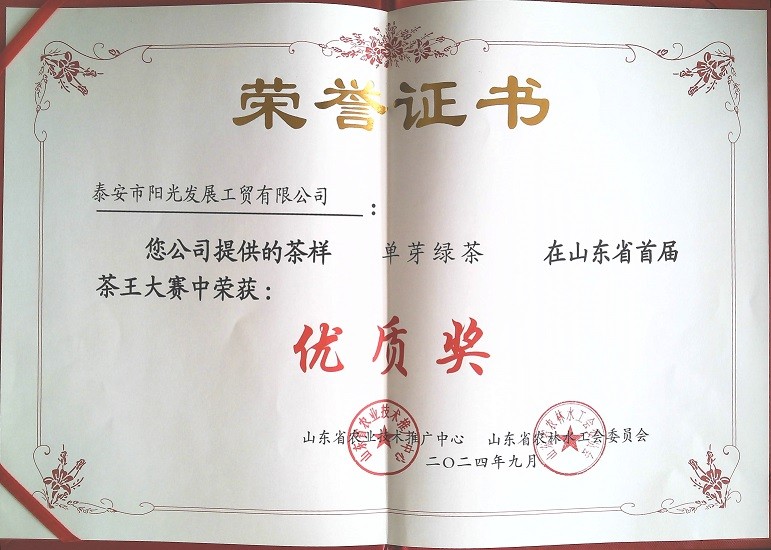 荣誉证书
泰安市阳光发展工贸有限公司：
您公司提供的茶样 单芽绿茶 在山东省首届
茶王大赛中荣获：
优质奖
山东省农业技术推广中心 山东省农林水工会委员会
二〇二四年九月